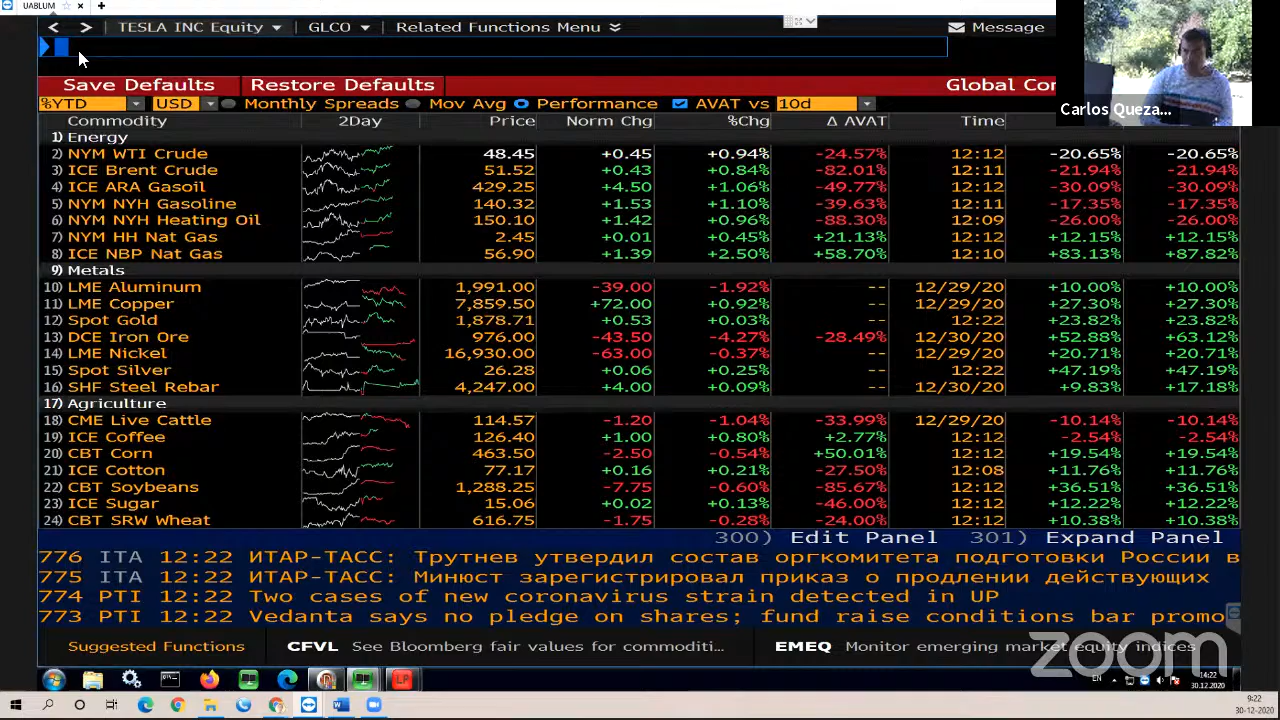 UABLUM
< > TESLA INC Equity GLCO Related Functions Menu Message
Save Defaults Restore Defaults Global Cor
%YTD USD Monthly Spreads Mov Avg Performance AVAT vs 10d
Carlos Queza...
Commodity 2Day Price Norm Chg %Chg Δ AVAT Time
1) Energy
2) NYM WTI Crude 48.45 +0.45 +0.94% -24.57% 12:12 -20.65% -20.65%
3) ICE Brent Crude 51.52 +0.43 +0.84% -82.01% 12:11 -21.94% -21.94%
4) ICE ARA Gasoil 429.25 +4.50 +1.06% -49.77% 12:12 -30.09% -30.09%
5) NYM NYH Gasoline 140.32 +1.53 +1.10% -39.63% 12:11 -17.35% -17.35%
6) NYM NYH Heating Oil 150.10 +1.42 +0.96% -88.30% 12:09 -26.00% -26.00%
7) NYM HH Nat Gas 2.45 +0.01 +0.45% +21.13% 12:12 +12.15% +12.15%
8) ICE NBP Nat Gas 56.90 +1.39 +2.50% +58.70% 12:10 +83.13% +87.82%
9) Metals
10) LME Aluminum 1,991.00 -39.00 -1.92% -- 12/29/20 +10.00% +10.00%
11) LME Copper 7,859.50 +72.00 +0.92% -- 12/29/20 +27.30% +27.30%
12) Spot Gold 1,878.71 +0.53 +0.03% -- 12:22 +23.82% +23.82%
13) DCE Iron Ore 976.00 -43.50 -4.27% -28.49% 12/30/20 +52.88% +63.12%
14) LME Nickel 16,930.00 -63.00 -0.37% -- 12/29/20 +20.71% +20.71%
15) Spot Silver 26.28 +0.06 +0.25% -- 12:22 +47.19% +47.19%
16) SHF Steel Rebar 4,247.00 +4.00 +0.09% -- 12/30/20 +9.83% +17.18%
17) Agriculture
18) CME Live Cattle 114.57 -1.20 -1.04% -33.99% 12/29/20 -10.14% -10.14%
19) ICE Coffee 126.40 +1.00 +0.80% +2.77% 12:12 -2.54% -2.54%
20) CBT Corn 463.50 -2.50 -0.54% +50.01% 12:12 +19.54% +19.54%
21) ICE Cotton 77.17 +0.16 +0.21% -27.50% 12:08 +11.76% +11.76%
22) CBT Soybeans 1,288.25 -7.75 -0.60% -85.67% 12:12 +36.51% +36.51%
23) ICE Sugar 15.06 +0.02 +0.13% -46.00% 12:12 +12.22% +12.22%
24) CBT SRW Wheat 616.75 -1.75 -0.28% -24.00% 12:12 +10.38% +10.38%
300) Edit Panel 301) Expand Panel
776 ITA 12:22 ИТАР-ТАСС: Трутнев утвердил состав оргкомитета подготовки России в
775 ITA 12:22 ИТАР-ТАСС: Минюст зарегистрировал приказ о продлении действующих
774 PTI 12:22 Two cases of new coronavirus strain detected in UP
773 PTI 12:22 Vedanta says no pledge on shares; fund raise conditions bar promo
Suggested Functions CFVL See Bloomberg fair values for commoditi... EMEQ Monitor emerging market equity indices
zoom
LP EN 14:22
30.12.2020
9:22
30-12-2020